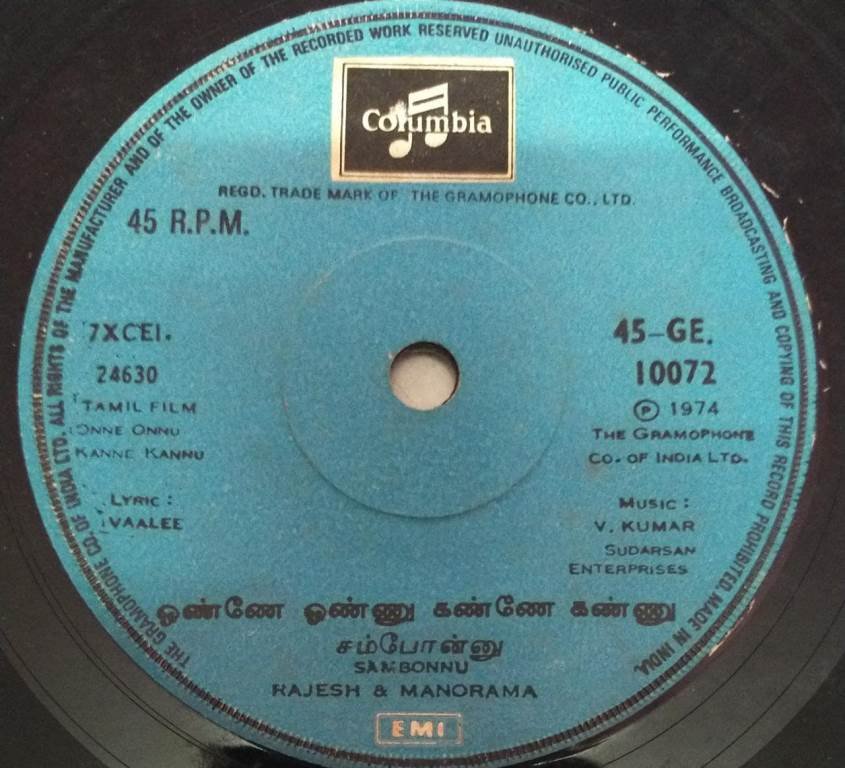 THE GRAMOPHONE CO. OF INDIA LTD. ALL RIGHTS OF THE MANUFACTURER AND OF THE OWNER OF THE RECORDED WORK RESERVED UNAUTHORISED PUBLIC PERFORMANCE BROADCASTING AND COPYING OF THIS RECORD PROHIBITED. MADE IN INDIA.
Columbia
REGD. TRADE MARK OF THE GRAMOPHONE CO., LTD.
45 R.P.M.
7XCEI.
24630
TAMIL FILM
ONNE ONNU
KANNE KANNU
LYRIC :
VAALEE
45-GE.
10072
Ⓟ 1974
THE GRAMOPHONE
CO. OF INDIA LTD.
MUSIC :
V. KUMAR
SUDARSAN
ENTERPRISES
ஒண்ணே ஒண்ணு கண்ணே கண்ணு
சம்போன்னு
SAMBONNU
RAJESH & MANORAMA
EMI